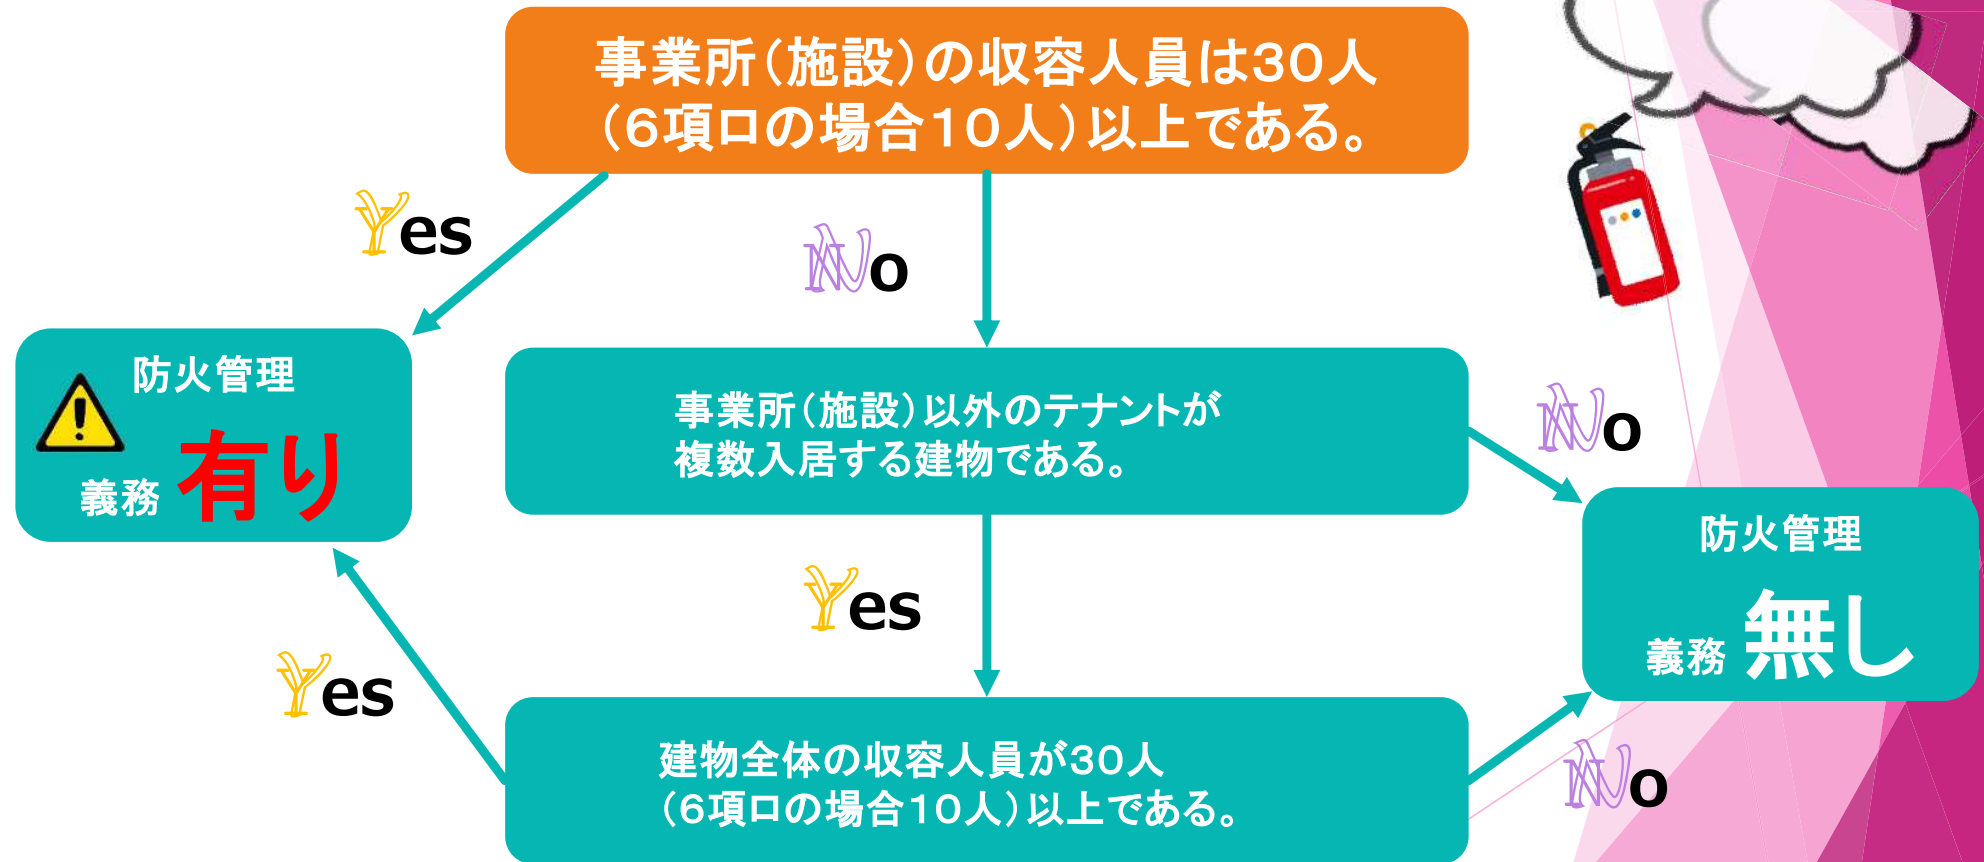 事業所（施設）の収容人員は３０人
（６項ロの場合１０人）以上である。
Yes
No
防火管理
義務 有り
事業所（施設）以外のテナントが
複数入居する建物である。
No
防火管理
義務 無し
Yes
Yes
建物全体の収容人員が３０人
（６項ロの場合１０人）以上である。
No